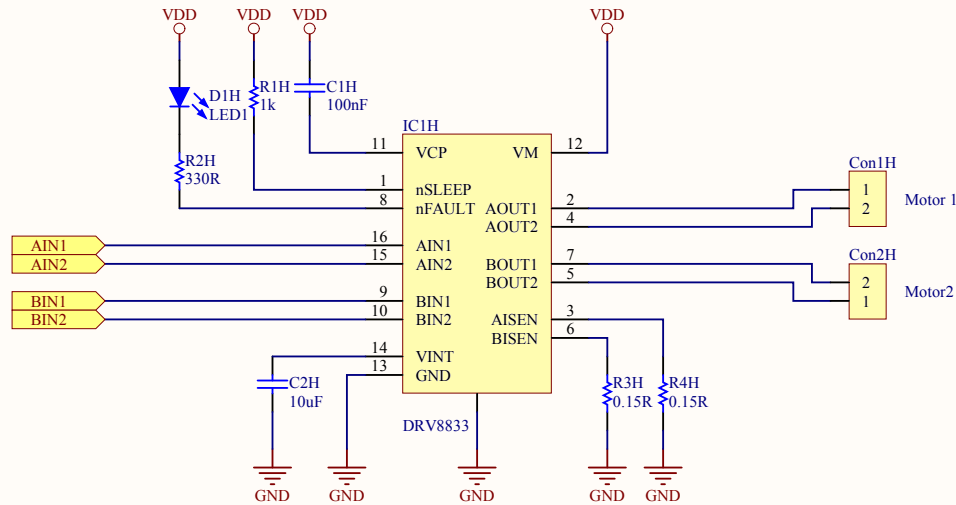 VDD VDD VDD VDD
D1H
LED1
R1H
1k
C1H
100nF
R2H
330R
IC1H
11 VCP VM 12
1 nSLEEP
8 nFAULT AOUT1 2
AOUT2 4
16 AIN1
15 AIN2
BOUT1 7
BOUT2 5
9 BIN1
10 BIN2
AISEN 3
BISEN 6
14 VINT
13 GND
DRV8833
AIN1
AIN2
BIN1
BIN2
Con1H
1
2
Motor 1
Con2H
2
1
Motor2
C2H
10uF
R3H
0.15R
R4H
0.15R
GND GND GND GND GND